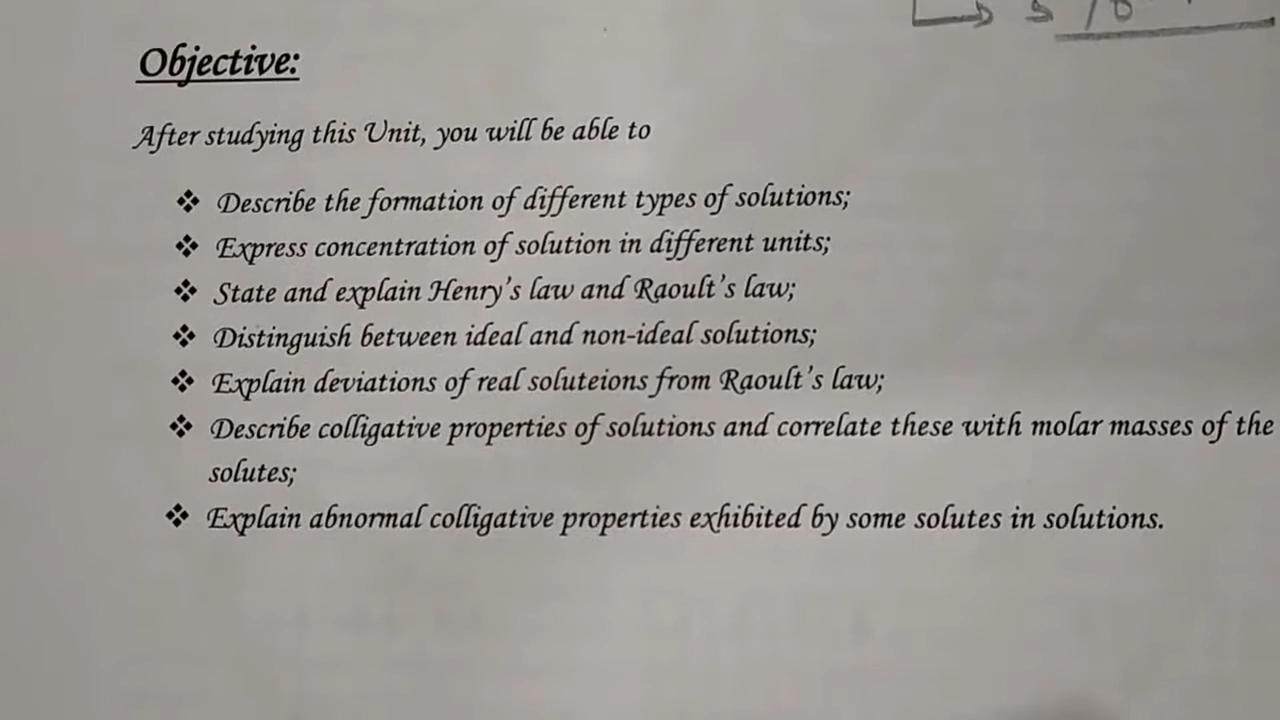 Objective:
After studying this Unit, you will be able to
❖ Describe the formation of different types of solutions;
❖ Express concentration of solution in different units;
❖ State and explain Henry's law and Raoult's law;
❖ Distinguish between ideal and non-ideal solutions;
❖ Explain deviations of real soluteions from Raoult's law;
❖ Describe colligative properties of solutions and correlate these with molar masses of the
solutes;
❖ Explain abnormal colligative properties exhibited by some solutes in solutions.